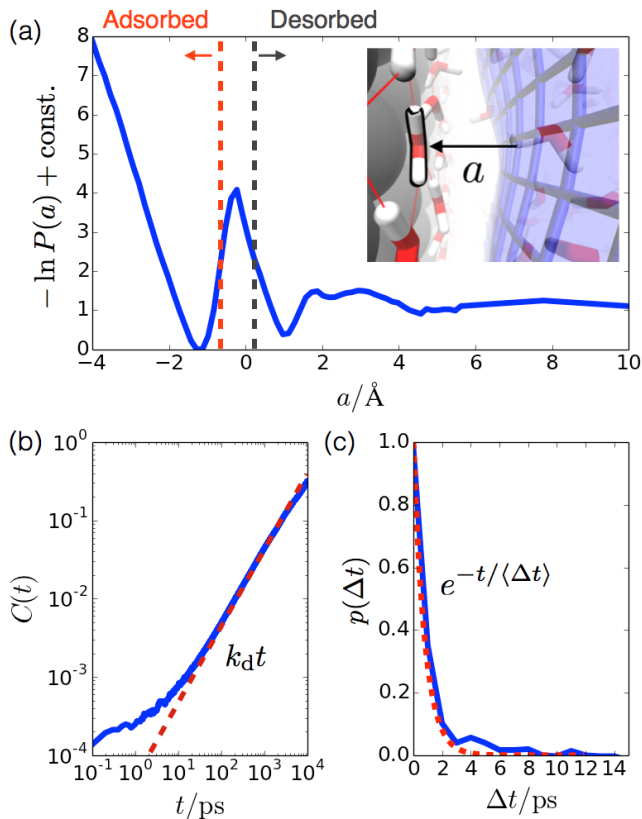 Adsorbed Desorbed
(a)
8
7
6
5
4
3
2
1
0
− ln P(a) + const.
a
−4 −2 0 2 4 6 8 10
a/Å
(b)
10^0
10^-1
10^-2
10^-3
10^-4
C(t)
k_d t
10^-1 10^0 10^1 10^2 10^3 10^4
t/ps
(c)
1.0
0.8
0.6
0.4
0.2
0.0
p(Δt)
e^{-t/⟨Δt⟩}
0 2 4 6 8 10 12 14
Δt/ps